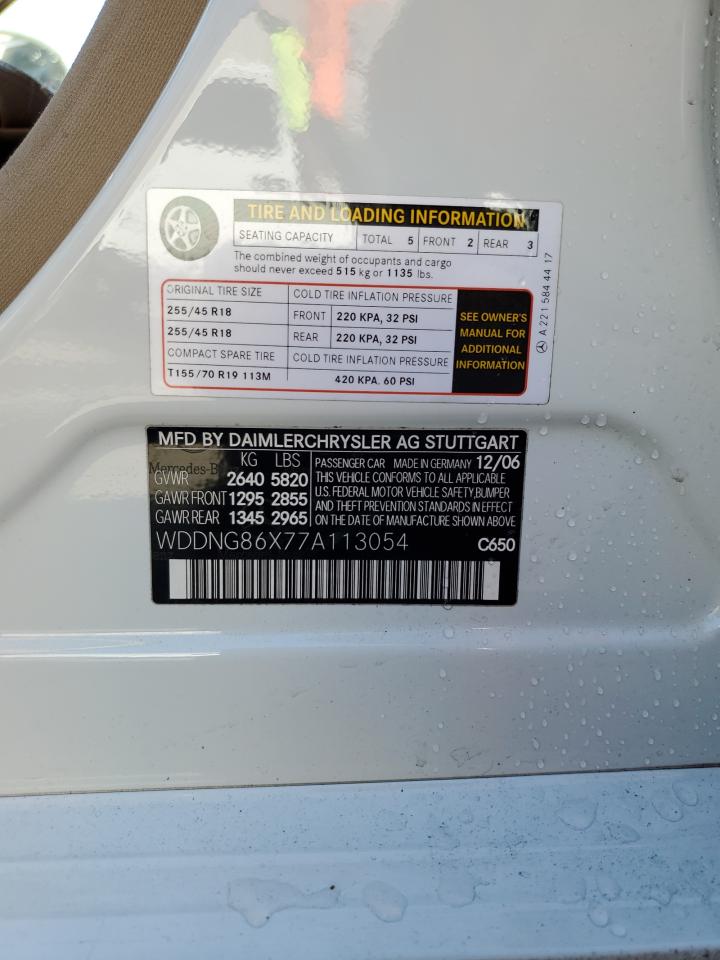 TIRE AND LOADING INFORMATION
SEATING CAPACITY TOTAL 5 FRONT 2 REAR 3
The combined weight of occupants and cargo
should never exceed 515 kg or 1135 lbs.
ORIGINAL TIRE SIZE COLD TIRE INFLATION PRESSURE
255/45 R18 FRONT 220 KPA, 32 PSI
255/45 R18 REAR 220 KPA, 32 PSI
COMPACT SPARE TIRE COLD TIRE INFLATION PRESSURE
T155/70 R19 113M 420 KPA. 60 PSI
SEE OWNER'S
MANUAL FOR
ADDITIONAL
INFORMATION
A 221 584 44 17
MFD BY DAIMLERCHRYSLER AG STUTTGART
Mercedes-B
KG LBS
GVWR 2640 5820
GAWR FRONT 1295 2855
GAWR REAR 1345 2965
PASSENGER CAR MADE IN GERMANY 12/06
THIS VEHICLE CONFORMS TO ALL APPLICABLE
U.S. FEDERAL MOTOR VEHICLE SAFETY, BUMPER
AND THEFT PREVENTION STANDARDS IN EFFECT
ON THE DATE OF MANUFACTURE SHOWN ABOVE
WDDNG86X77A113054 C650